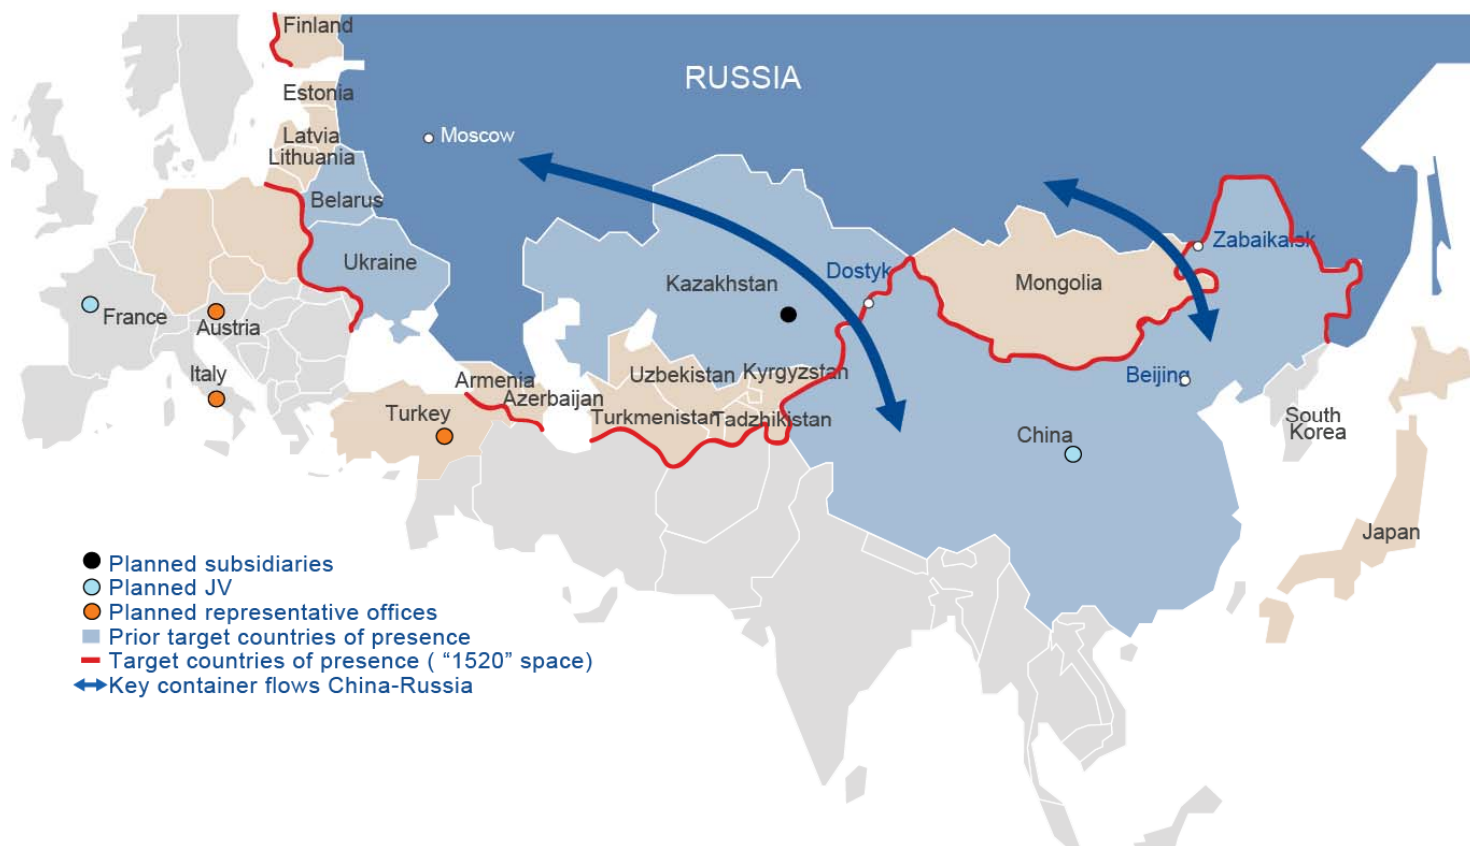 Finland
RUSSIA
Estonia
Moscow
Latvia
Lithuania
Belarus
Zabaikalsk
Ukraine
Dostyk
Kazakhstan
Mongolia
France
Austria
Italy
Armenia
Uzbekistan
Kyrgyzstan
Beijing
Azerbaijan
Turkey
Turkmenistan
Tadzhikistan
South
Korea
China
Japan
Planned subsidiaries
Planned JV
Planned representative offices
Prior target countries of presence
Target countries of presence ( “1520” space)
Key container flows China-Russia